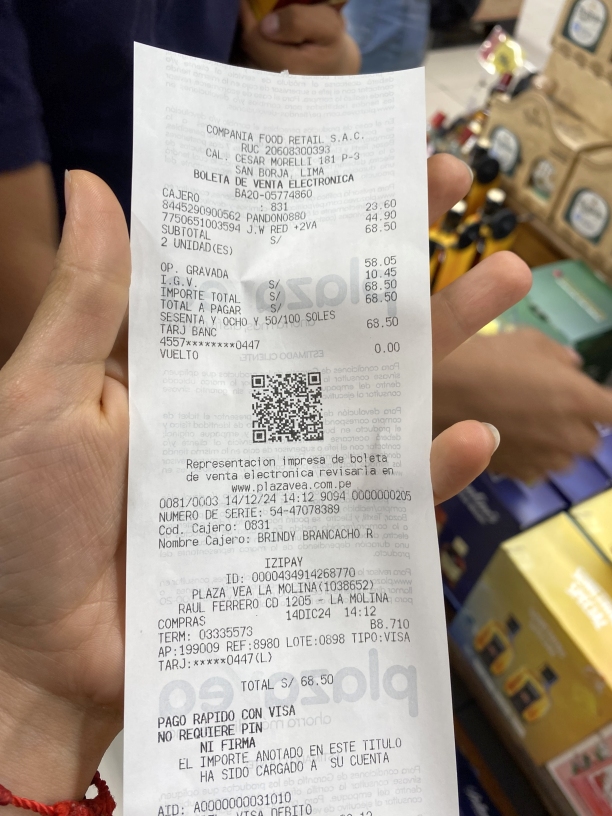 COMPANIA FOOD RETAIL S.A.C.
RUC 20608300393
CAL. CESAR MORELLI 181 P-3
SAN BORJA, LIMA
BOLETA DE VENTA ELECTRONICA
BA20-05774860
CAJERO : 831
8445290900562 PANDON0880 23.60
7750651003594 J.W RED +2VA 44.90
SUBTOTAL S/ 68.50
2 UNIDAD(ES)
OP. GRAVADA 58.05
I.G.V. S/ 10.45
IMPORTE TOTAL S/ 68.50
TOTAL A PAGAR S/ 68.50
SESENTA Y OCHO Y 50/100 SOLES
TARJ BANC 68.50
4557********0447
VUELTO 0.00
Representacion impresa de boleta
de venta electronica revisarla en
www.plazavea.com.pe
0081/0003 14/12/24 14:12 9094 0000000205
NUMERO DE SERIE: 54-47078389
Cod. Cajero: 0831
Nombre Cajero: BRINDY BRANCACHO R
IZIPAY
ID: 0000434914268770
PLAZA VEA LA MOLINA(1038652)
RAUL FERRERO CD 1205 - LA MOLINA
COMPRAS 14DIC24 14:12
TERM: 03335573 B8.710
AP:199009 REF:8980 LOTE:0898 TIPO:VISA
TARJ:*****0447(L)
TOTAL S/ 68.50
PAGO RAPIDO CON VISA
NO REQUIERE PIN
NI FIRMA
EL IMPORTE ANOTADO EN ESTE TITULO
HA SIDO CARGADO A SU CUENTA
AID: A0000000031010
VISA DEBITO